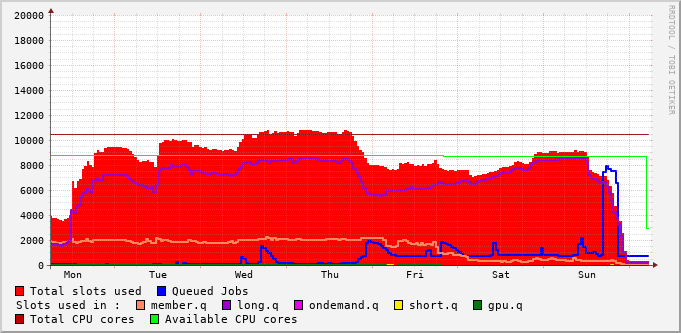 20000
18000
16000
14000
12000
10000
8000
6000
4000
2000
0
Mon Tue Wed Thu Fri Sat Sun
RRDTOOL / TOBI OETIKER
Total slots used Queued Jobs
Slots used in : member.q long.q ondemand.q short.q gpu.q
Total CPU cores Available CPU cores